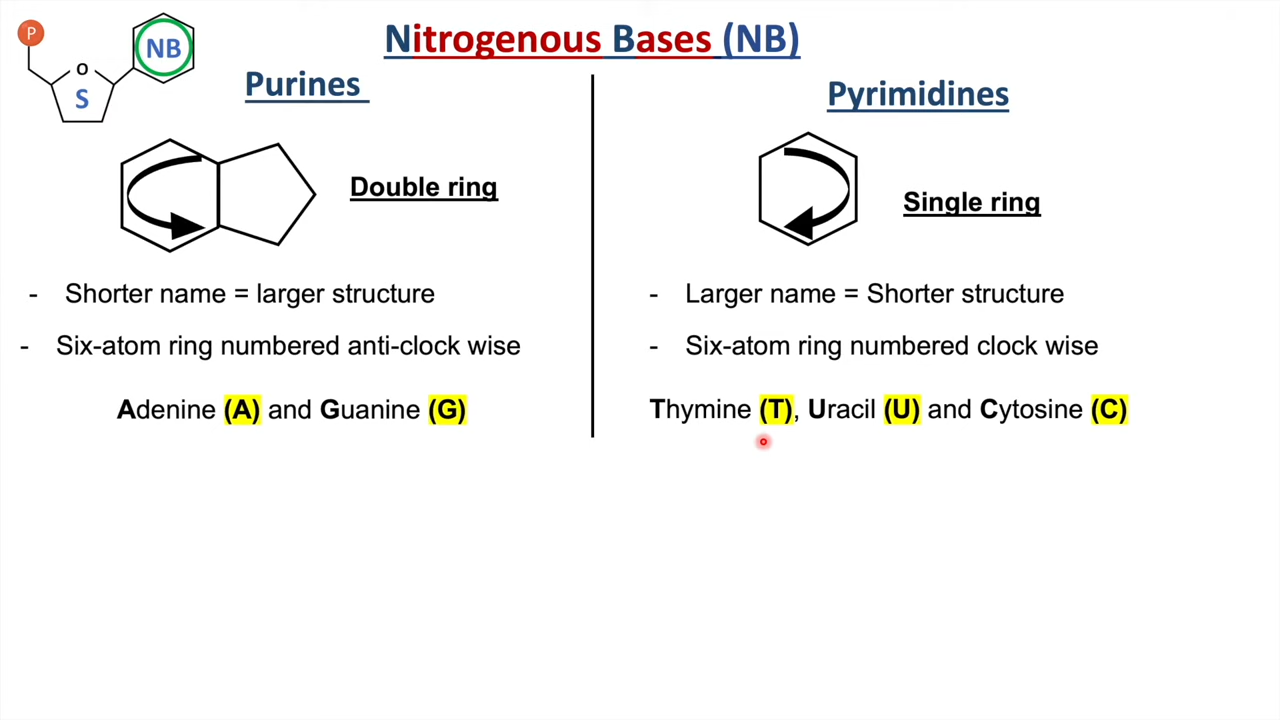 P
NB
O
S
Nitrogenous Bases (NB)
Purines
Double ring
- Shorter name = larger structure
- Six-atom ring numbered anti-clock wise
Adenine (A) and Guanine (G)
Pyrimidines
Single ring
- Larger name = Shorter structure
- Six-atom ring numbered clock wise
Thymine (T), Uracil (U) and Cytosine (C)